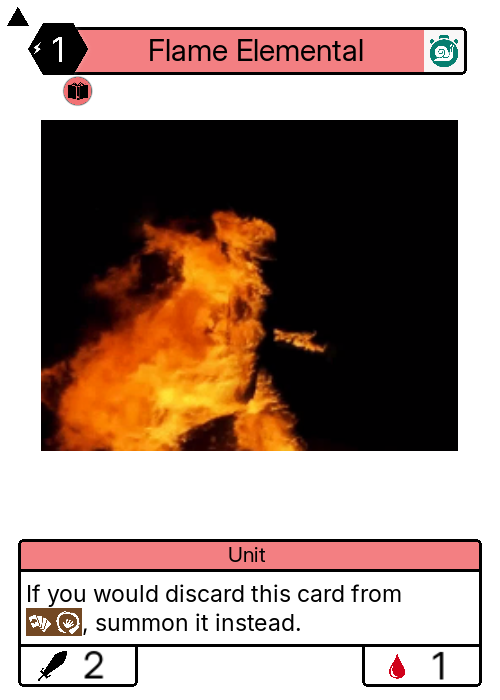 1
Flame Elemental
Unit
If you would discard this card from
, summon it instead.
2
1